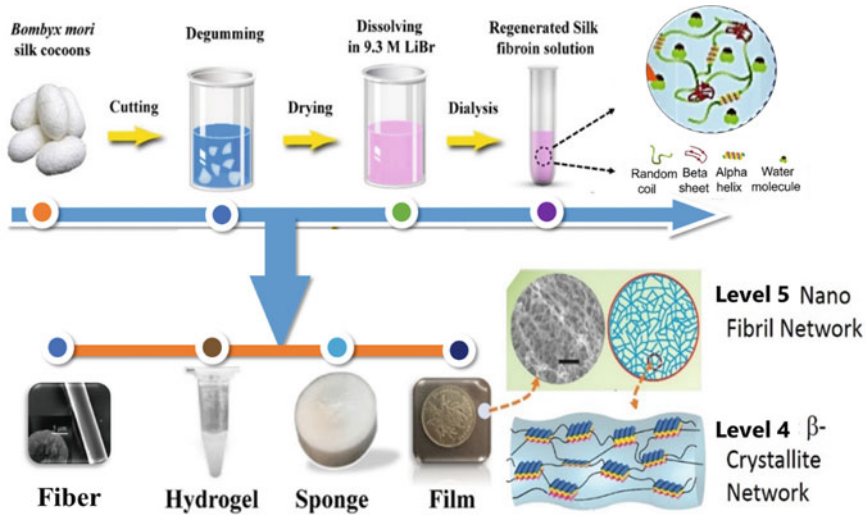 Bombyx mori
silk cocoons
Cutting
Degumming
Drying
Dissolving
in 9.3 M LiBr
Dialysis
Regenerated Silk
fibroin solution
Random
coil
Beta
sheet
Alpha
helix
Water
molecule
Level 5 Nano
Fibril Network
Level 4 β-
Crystallite
Network
Fiber
Hydrogel
Sponge
Film